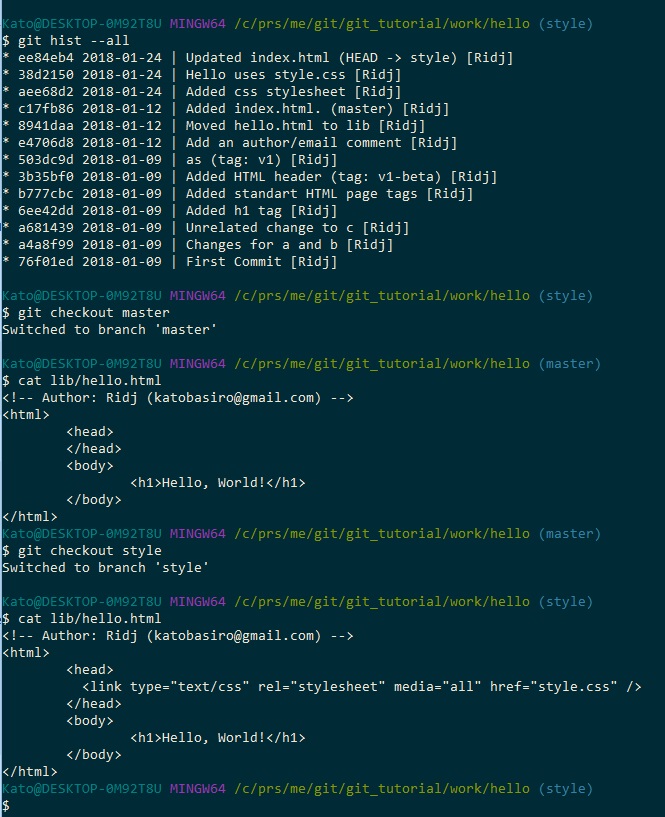 Kato@DESKTOP-0M92T8U MINGW64 /c/prs/me/git/git_tutorial/work/hello (style)
$ git hist --all
* ee84eb4 2018-01-24 | Updated index.html (HEAD -> style) [Ridj]
* 38d2150 2018-01-24 | Hello uses style.css [Ridj]
* aee68d2 2018-01-24 | Added css stylesheet [Ridj]
* c17fb86 2018-01-12 | Added index.html. (master) [Ridj]
* 8941daa 2018-01-12 | Moved hello.html to lib [Ridj]
* e4706d8 2018-01-12 | Add an author/email comment [Ridj]
* 503dc9d 2018-01-09 | as (tag: v1) [Ridj]
* 3b35bf0 2018-01-09 | Added HTML header (tag: v1-beta) [Ridj]
* b777cbc 2018-01-09 | Added standart HTML page tags [Ridj]
* 6ee42dd 2018-01-09 | Added h1 tag [Ridj]
* a681439 2018-01-09 | Unrelated change to c [Ridj]
* a4a8f99 2018-01-09 | Changes for a and b [Ridj]
* 76f01ed 2018-01-09 | First Commit [Ridj]
Kato@DESKTOP-0M92T8U MINGW64 /c/prs/me/git/git_tutorial/work/hello (style)
$ git checkout master
Switched to branch 'master'
Kato@DESKTOP-0M92T8U MINGW64 /c/prs/me/git/git_tutorial/work/hello (master)
$ cat lib/hello.html
<!-- Author: Ridj (katobasiro@gmail.com) -->
<html>
        <head>
        </head>
        <body>
                <h1>Hello, World!</h1>
        </body>
</html>
Kato@DESKTOP-0M92T8U MINGW64 /c/prs/me/git/git_tutorial/work/hello (master)
$ git checkout style
Switched to branch 'style'
Kato@DESKTOP-0M92T8U MINGW64 /c/prs/me/git/git_tutorial/work/hello (style)
$ cat lib/hello.html
<!-- Author: Ridj (katobasiro@gmail.com) -->
<html>
        <head>
          <link type="text/css" rel="stylesheet" media="all" href="style.css" />
        </head>
        <body>
                <h1>Hello, World!</h1>
        </body>
</html>
Kato@DESKTOP-0M92T8U MINGW64 /c/prs/me/git/git_tutorial/work/hello (style)
$